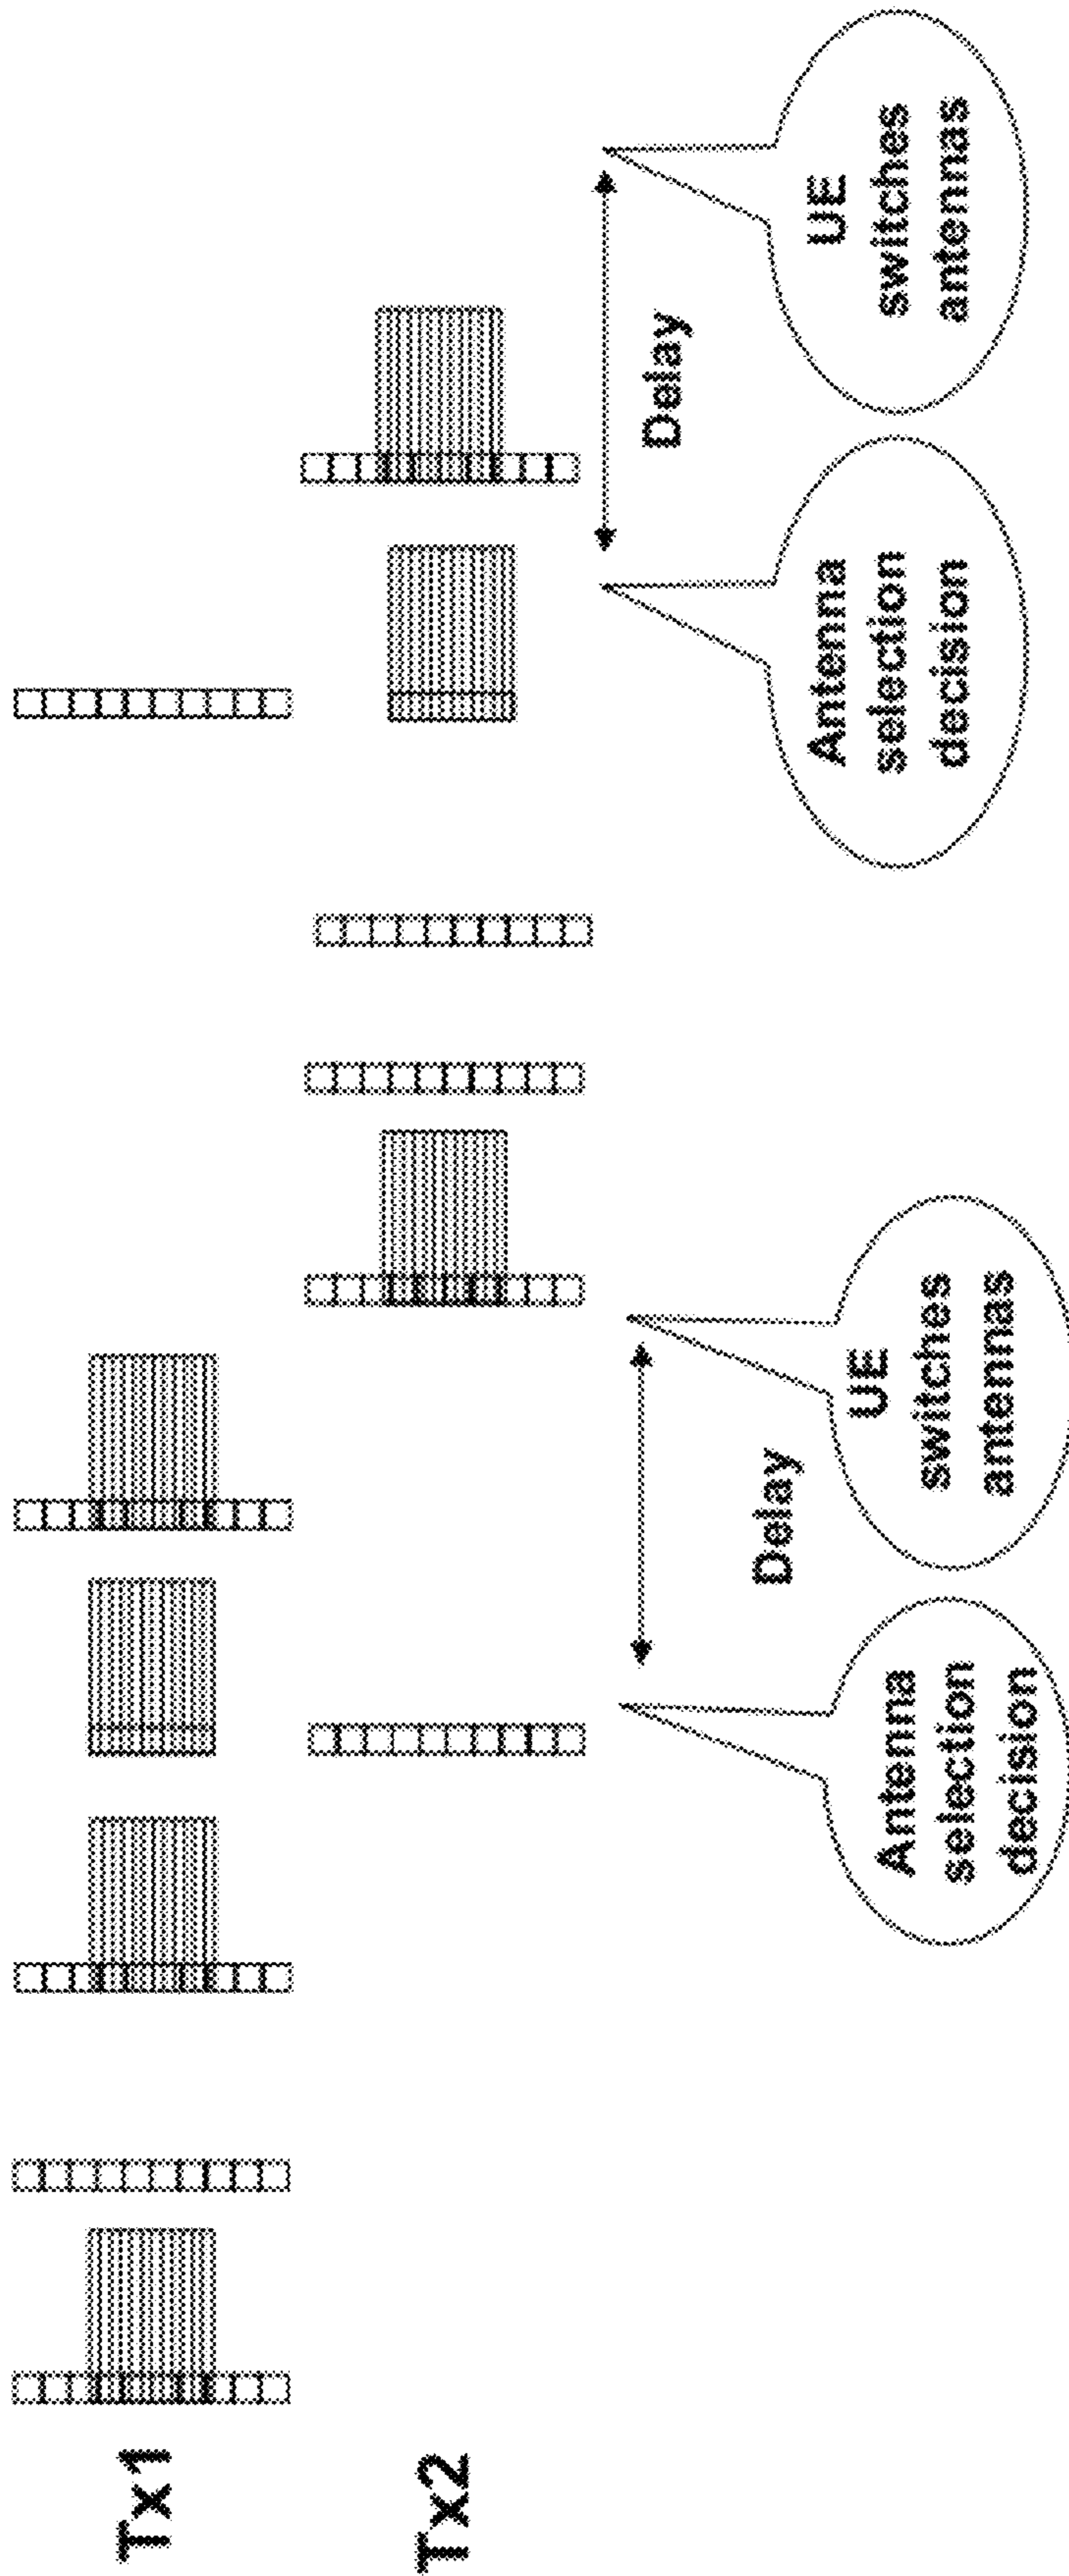 Tx1
Tx2
Antenna
selection
decision
Delay
UE
switches
antennas
Antenna
selection
decision
Delay
UE
switches
antennas